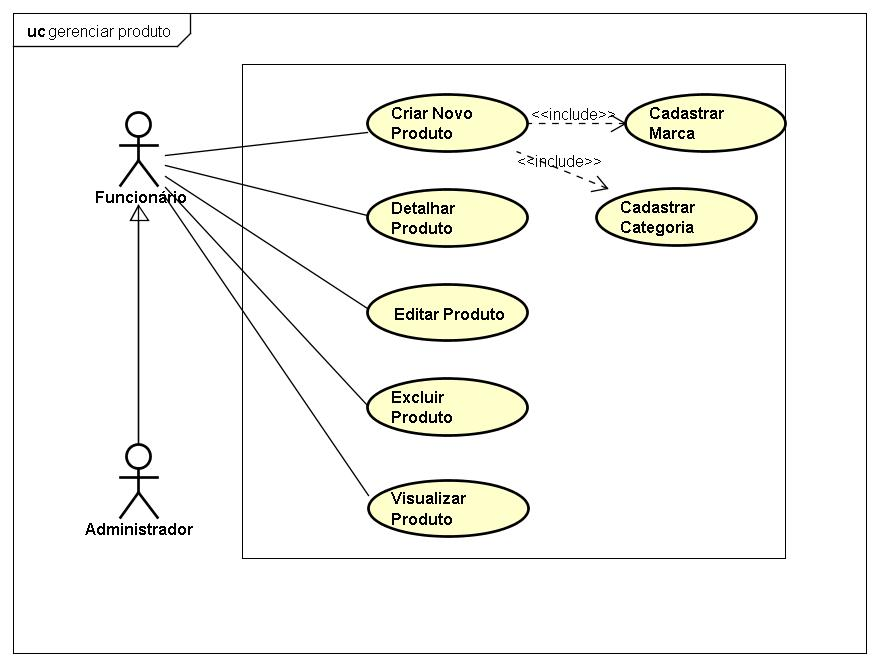 uc gerenciar produto
Criar Novo
Produto
<<include>>
Cadastrar
Marca
<<include>>
Funcionário
Detalhar
Produto
Cadastrar
Categoria
Editar Produto
Excluir
Produto
Visualizar
Produto
Administrador